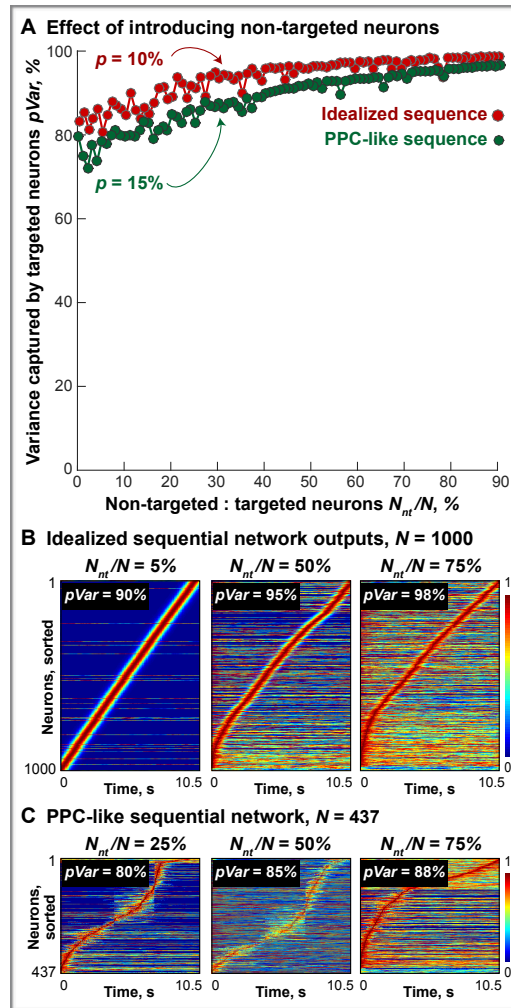 A Effect of introducing non-targeted neurons
Variance captured by targeted neurons pVar, %
100
80
60
40
20
0
p = 10%
Idealized sequence
PPC-like sequence
p = 15%
0 10 20 30 40 50 60 70 80 90
Non-targeted : targeted neurons Nnt/N, %
B Idealized sequential network outputs, N = 1000
Nnt/N = 5% Nnt/N = 50% Nnt/N = 75%
Neurons, sorted
1
1000
pVar = 90% pVar = 95% pVar = 98%
1
0
0 10.5 0 10.5 0 10.5
Time, s Time, s Time, s
C PPC-like sequential network, N = 437
Nnt/N = 25% Nnt/N = 50% Nnt/N = 75%
Neurons,
sorted
1
437
pVar = 80% pVar = 85% pVar = 88%
1
0
0 10.5 0 10.5 0 10.5
Time, s Time, s Time, s